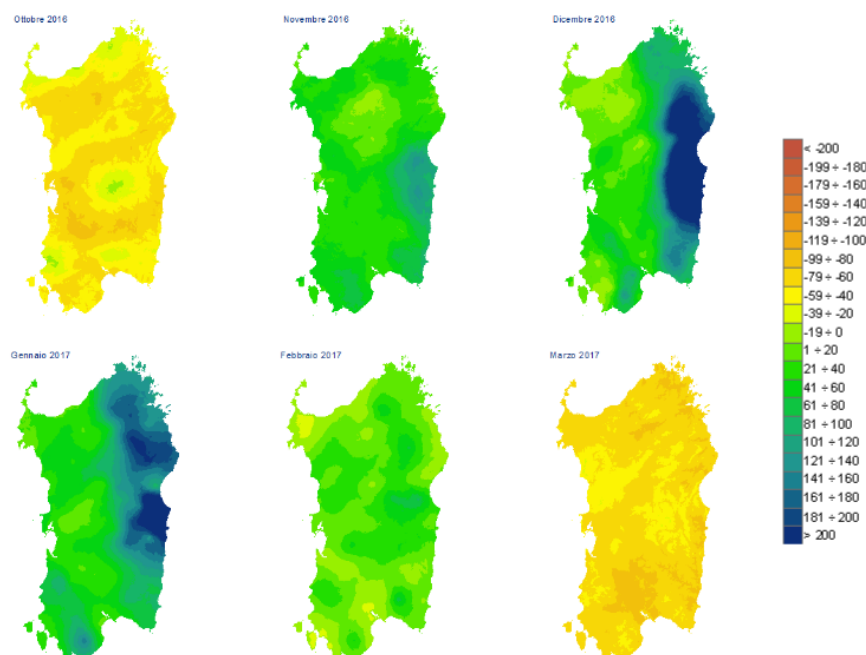 Ottobre 2016
Novembre 2016
Dicembre 2016
< -200
-199 ÷ -180
-179 ÷ -160
-159 ÷ -140
-139 ÷ -120
-119 ÷ -100
-99 ÷ -80
-79 ÷ -60
-59 ÷ -40
-39 ÷ -20
-19 ÷ 0
1 ÷ 20
21 ÷ 40
41 ÷ 60
61 ÷ 80
81 ÷ 100
101 ÷ 120
121 ÷ 140
141 ÷ 160
161 ÷ 180
181 ÷ 200
> 200
Gennaio 2017
Febbraio 2017
Marzo 2017